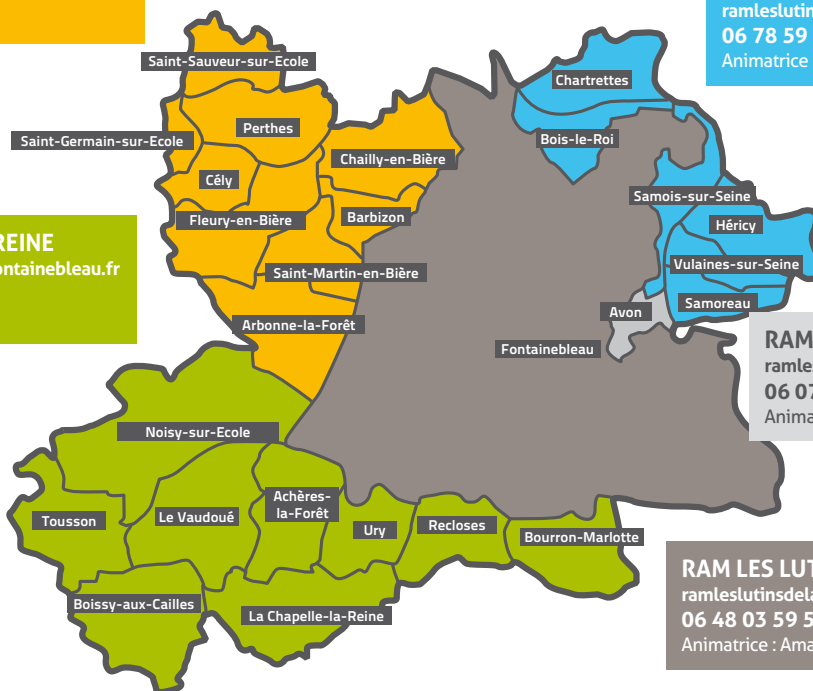 ramleslutins
06 78 59
Animatrice
Saint-Sauveur-sur-Ecole
Chartrettes
Perthes
Saint-Germain-sur-Ecole
Bois-le-Roi
Chailly-en-Bière
Cély
Samois-sur-Seine
Barbizon
Fleury-en-Bière
Héricy
REINE
ontainebleau.fr
Vulaines-sur-Seine
Saint-Martin-en-Bière
Samoreau
Avon
Arbonne-la-Forêt
Fontainebleau
RAM
ramles
06 07
Anima
Noisy-sur-Ecole
Achères-
la-Forêt
Tousson
Le Vaudoué
Ury
Recloses
Bourron-Marlotte
Boissy-aux-Cailles
La Chapelle-la-Reine
RAM LES LUT
ramleslutinsdela
06 48 03 59 5
Animatrice : Ama